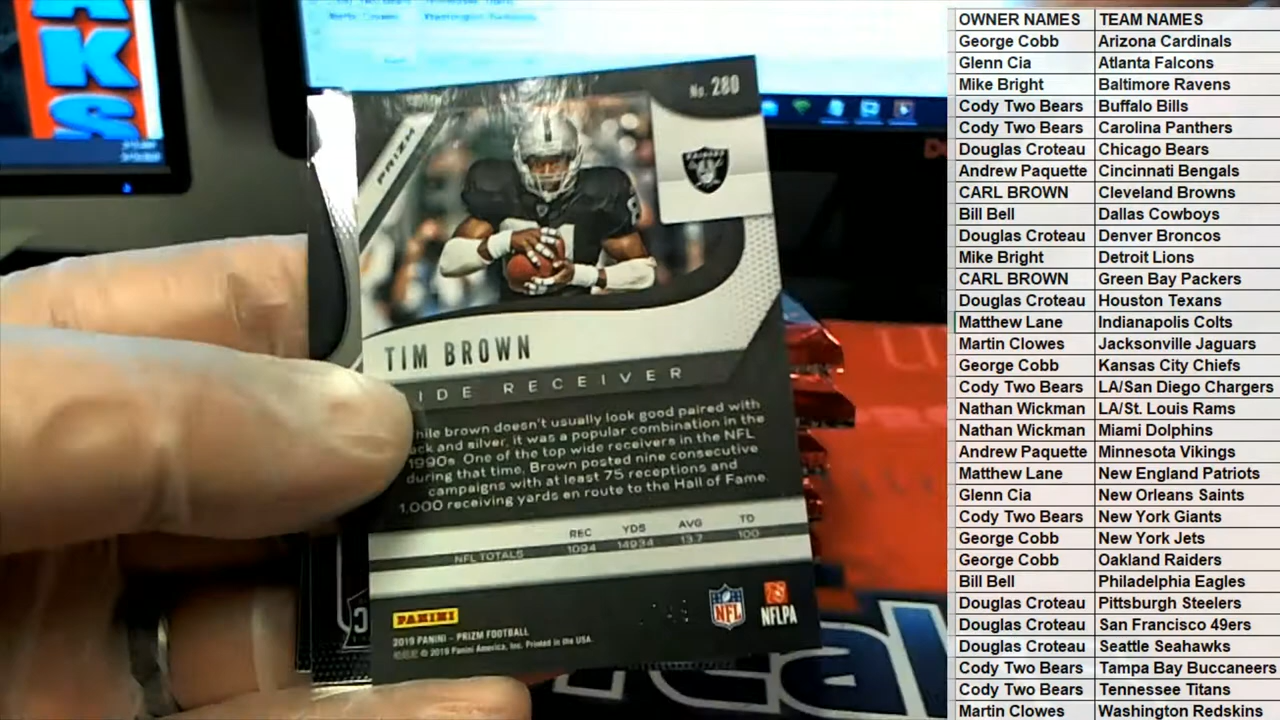 KS
No. 280
PRIZM
RAIDERS
TIM BROWN
IDE RECEIVER
hile brown doesn't usually look good paired with
ck and silver, it was a popular combination in the
1990s. One of the top wide receivers in the NFL
during that time, Brown posted nine consecutive
campaigns with at least 75 receptions and
1,000 receiving yards en route to the Hall of Fame.
REC YDS AVG TD
NFL TOTALS 1094 14934 13.7 100
PANINI
NFL
NFLPA
2019 PANINI - PRIZM FOOTBALL
© 2019 Panini America, Inc. Printed in the USA.
OWNER NAMES TEAM NAMES
George Cobb Arizona Cardinals
Glenn Cia Atlanta Falcons
Mike Bright Baltimore Ravens
Cody Two Bears Buffalo Bills
Cody Two Bears Carolina Panthers
Douglas Croteau Chicago Bears
Andrew Paquette Cincinnati Bengals
CARL BROWN Cleveland Browns
Bill Bell Dallas Cowboys
Douglas Croteau Denver Broncos
Mike Bright Detroit Lions
CARL BROWN Green Bay Packers
Douglas Croteau Houston Texans
Matthew Lane Indianapolis Colts
Martin Clowes Jacksonville Jaguars
George Cobb Kansas City Chiefs
Cody Two Bears LA/San Diego Chargers
Nathan Wickman LA/St. Louis Rams
Nathan Wickman Miami Dolphins
Andrew Paquette Minnesota Vikings
Matthew Lane New England Patriots
Glenn Cia New Orleans Saints
Cody Two Bears New York Giants
George Cobb New York Jets
George Cobb Oakland Raiders
Bill Bell Philadelphia Eagles
Douglas Croteau Pittsburgh Steelers
Douglas Croteau San Francisco 49ers
Douglas Croteau Seattle Seahawks
Cody Two Bears Tampa Bay Buccaneers
Cody Two Bears Tennessee Titans
Martin Clowes Washington Redskins